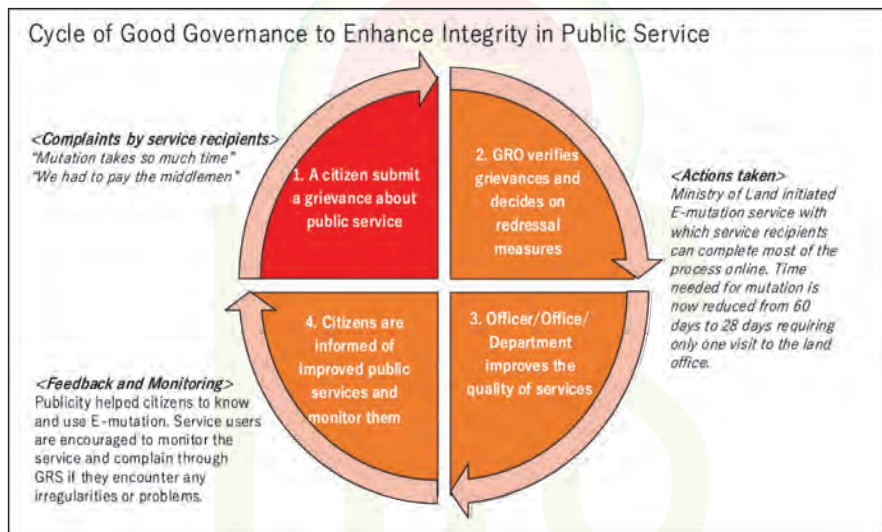 Cycle of Good Governance to Enhance Integrity in Public Service
<Complaints by service recipients>
“Mutation takes so much time”
“We had to pay the middlemen”
1. A citizen submit
a grievance about
public service
2. GRO verifies
grievances and
decides on
redressal
measures
<Actions taken>
Ministry of Land initiated
E-mutation service with
which service recipients
can complete most of the
process online. Time
needed for mutation is
now reduced from 60
days to 28 days requiring
only one visit to the land
office.
3. Officer/Office/
Department
improves the
quality of services
4. Citizens are
informed of
improved public
services and
monitor them
<Feedback and Monitoring>
Publicity helped citizens to know
and use E-mutation. Service users
are encouraged to monitor the
service and complain through
GRS if they encounter any
irregularities or problems.